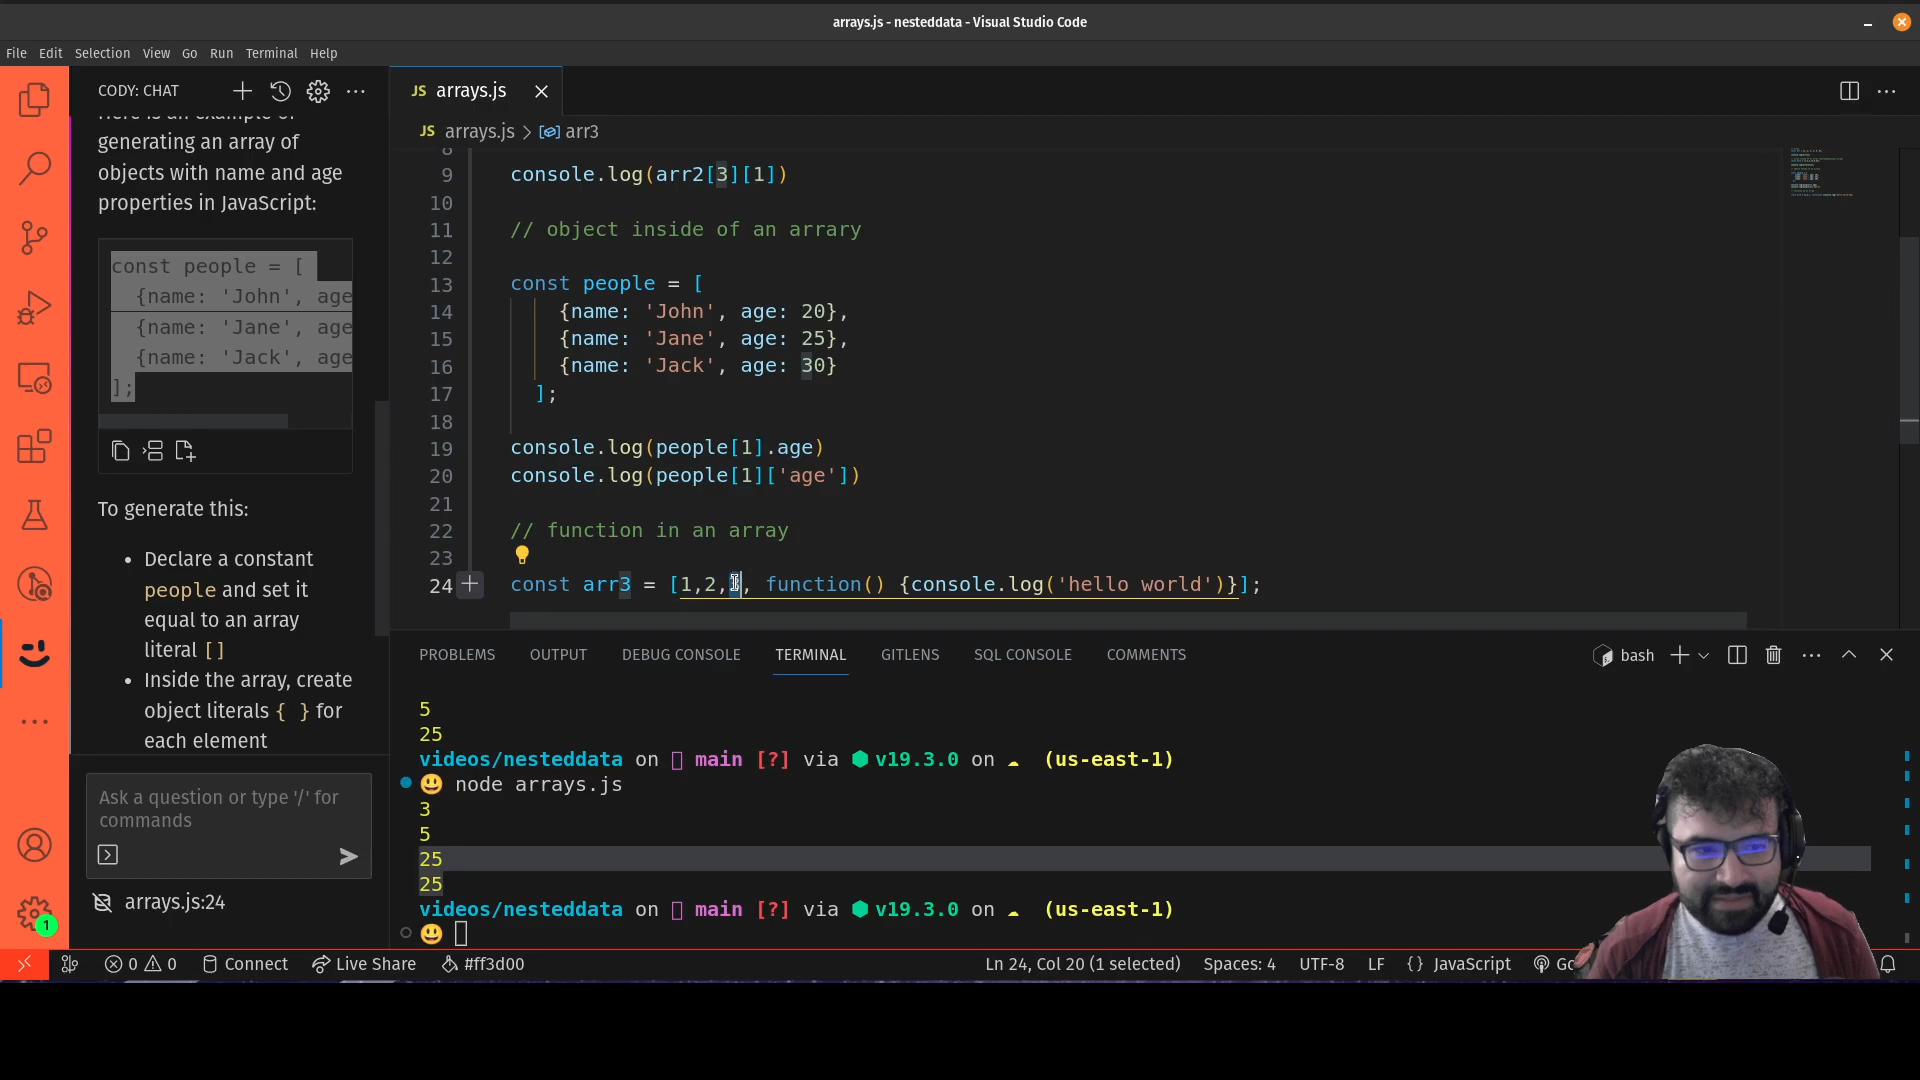 arrays.js - nesteddata - Visual Studio Code
File Edit Selection View Go Run Terminal Help
CODY: CHAT
Here is an example of
generating an array of
objects with name and age
properties in JavaScript:
const people = [
{name: 'John', age
{name: 'Jane', age
{name: 'Jack', age
];
To generate this:
• Declare a constant
people and set it
equal to an array
literal []
• Inside the array, create
object literals { } for
each element
Ask a question or type '/' for
commands
arrays.js:24
JS arrays.js
JS arrays.js > arr3
8
9 console.log(arr2[3][1])
10
11 // object inside of an arrary
12
13 const people = [
14 {name: 'John', age: 20},
15 {name: 'Jane', age: 25},
16 {name: 'Jack', age: 30}
17 ];
18
19 console.log(people[1].age)
20 console.log(people[1]['age'])
21
22 // function in an array
23
24 const arr3 = [1,2, , function() {console.log('hello world')}];
PROBLEMS OUTPUT DEBUG CONSOLE TERMINAL GITLENS SQL CONSOLE COMMENTS
bash
5
25
videos/nesteddata on main [?] via v19.3.0 on (us-east-1)
node arrays.js
3
5
25
25
videos/nesteddata on main [?] via v19.3.0 on (us-east-1)
1
0 0 Connect Live Share #ff3d00 Ln 24, Col 20 (1 selected) Spaces: 4 UTF-8 LF {} JavaScript